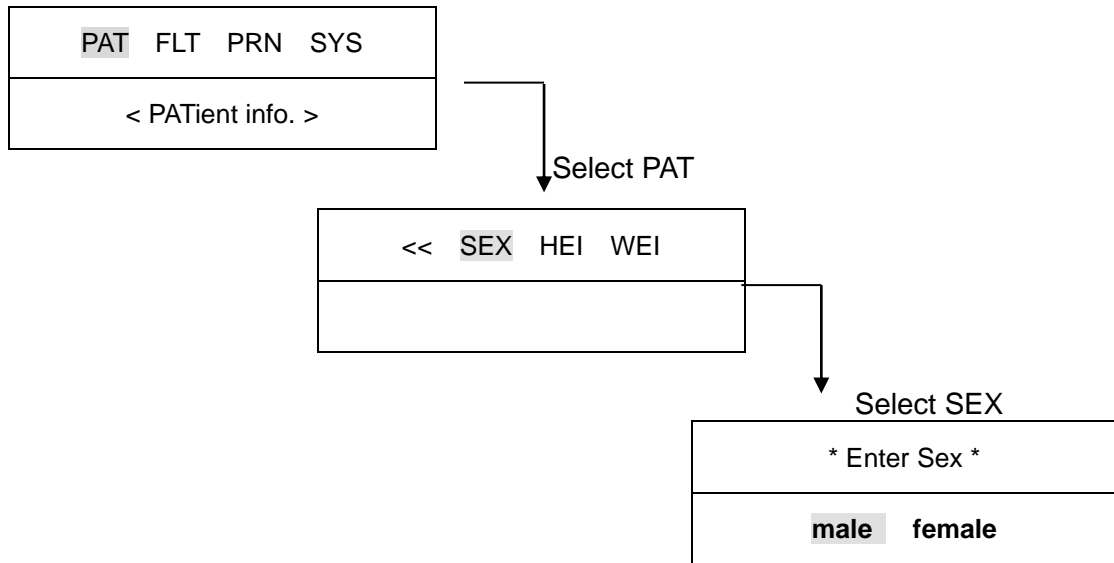 PAT FLT PRN SYS
< PATient info. >
Select PAT
<< SEX HEI WEI
Select SEX
* Enter Sex *
male female